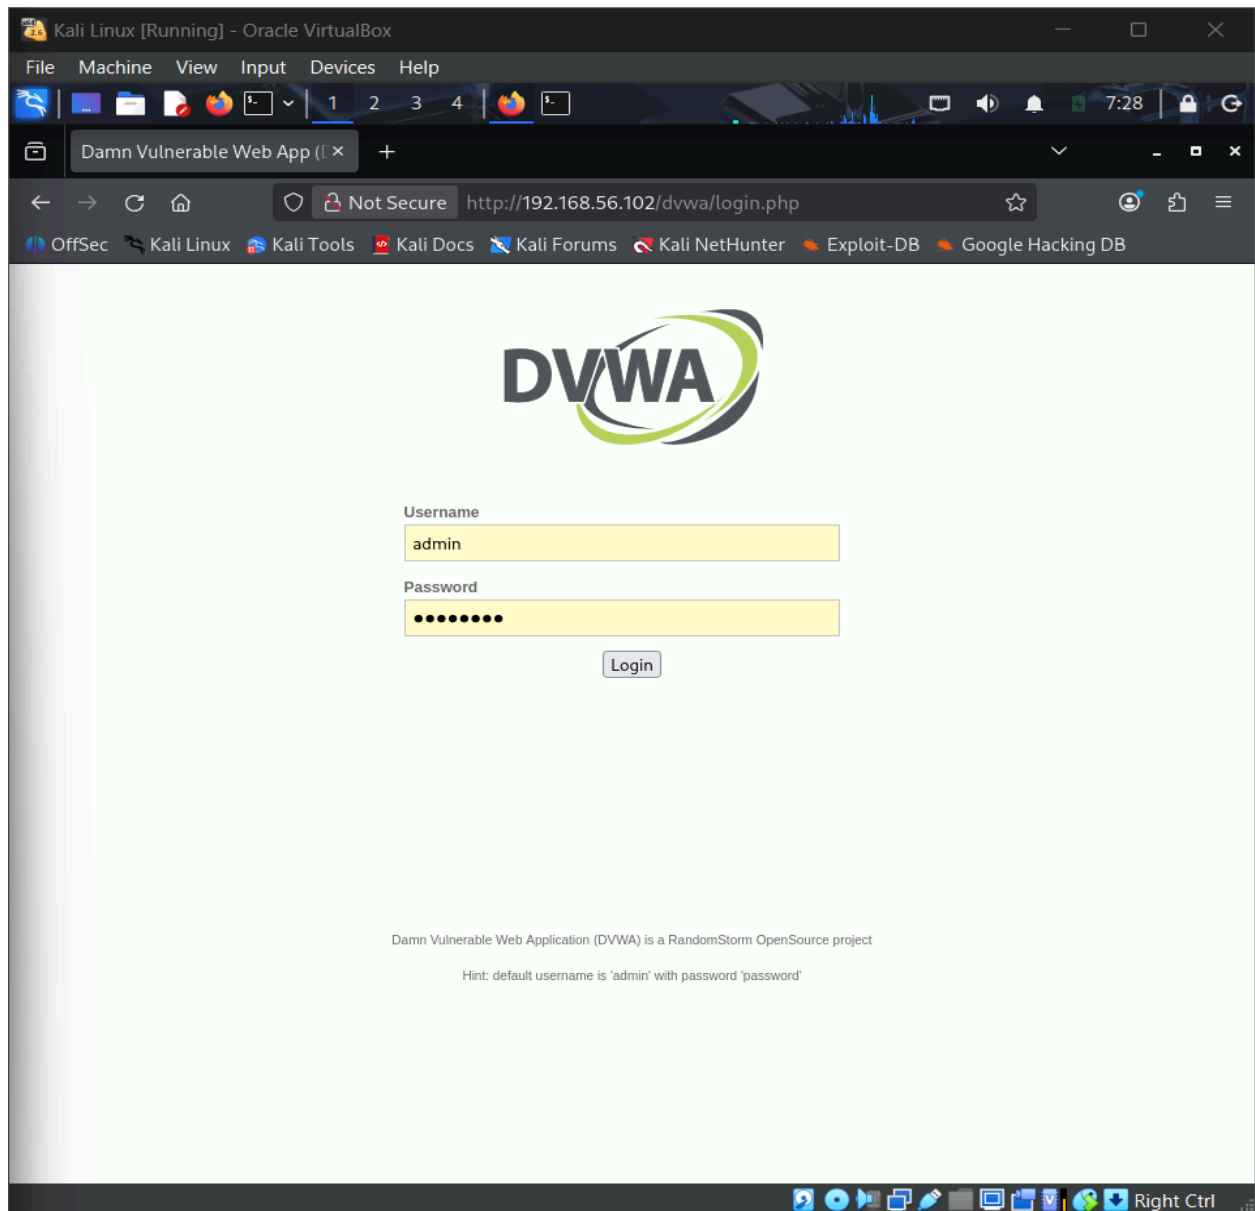 Kali Linux [Running] - Oracle VirtualBox
File Machine View Input Devices Help
1 2 3 4 7:28
Damn Vulnerable Web App (
Not Secure http://192.168.56.102/dvwa/login.php
OffSec Kali Linux Kali Tools Kali Docs Kali Forums Kali NetHunter Exploit-DB Google Hacking DB
DVWA
Username
admin
Password
Login
Damn Vulnerable Web Application (DVWA) is a RandomStorm OpenSource project
Hint: default username is 'admin' with password 'password'
Right Ctrl